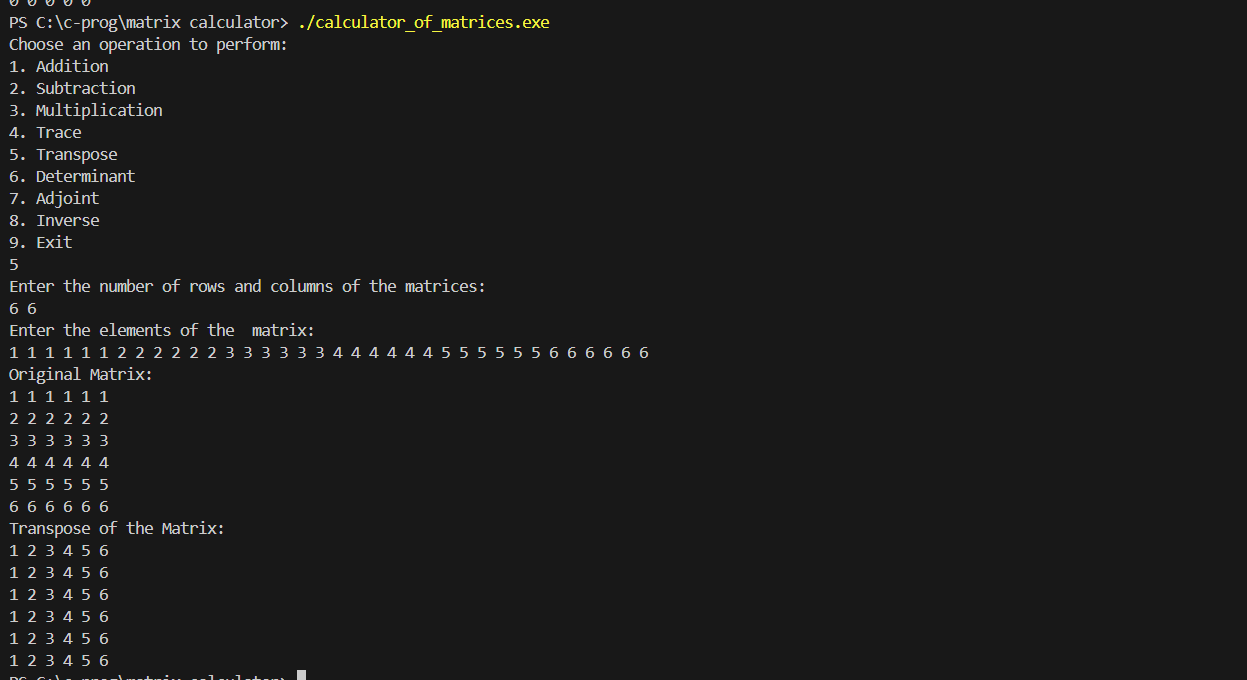 0 0 0 0 0
PS C:\c-prog\matrix calculator> ./calculator_of_matrices.exe
Choose an operation to perform:
1. Addition
2. Subtraction
3. Multiplication
4. Trace
5. Transpose
6. Determinant
7. Adjoint
8. Inverse
9. Exit
5
Enter the number of rows and columns of the matrices:
6 6
Enter the elements of the  matrix:
1 1 1 1 1 1 2 2 2 2 2 2 3 3 3 3 3 3 4 4 4 4 4 4 5 5 5 5 5 5 6 6 6 6 6 6
Original Matrix:
1 1 1 1 1 1
2 2 2 2 2 2
3 3 3 3 3 3
4 4 4 4 4 4
5 5 5 5 5 5
6 6 6 6 6 6
Transpose of the Matrix:
1 2 3 4 5 6
1 2 3 4 5 6
1 2 3 4 5 6
1 2 3 4 5 6
1 2 3 4 5 6
1 2 3 4 5 6
PS C:\c-prog\matrix calculator>